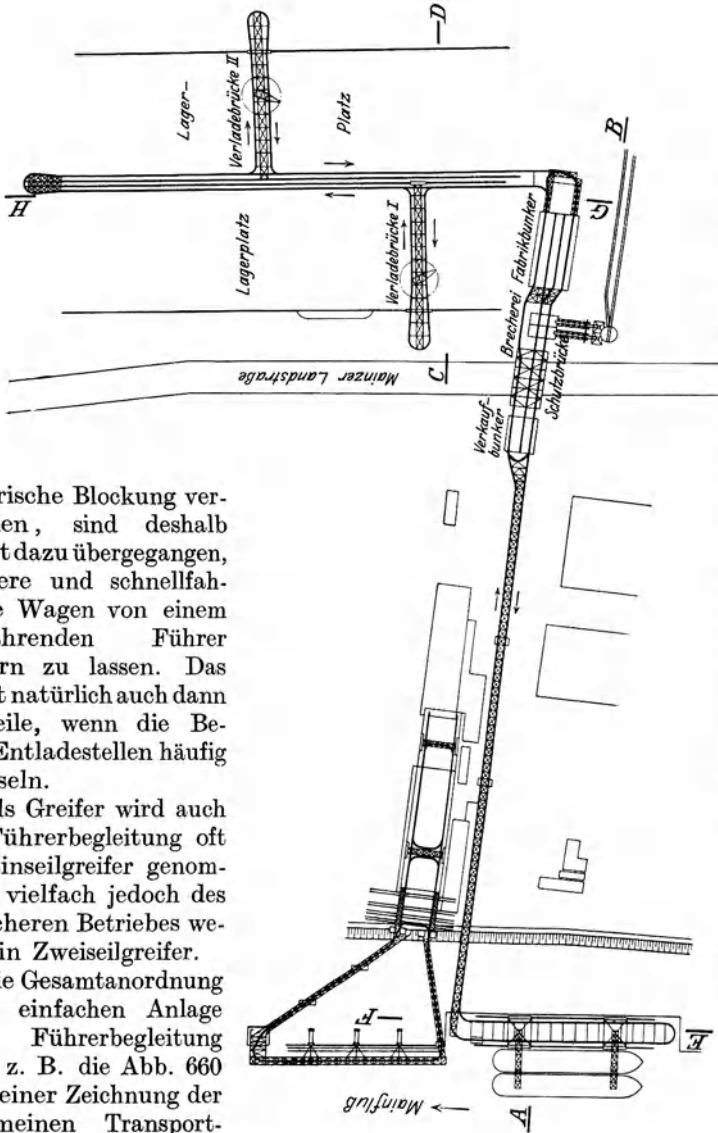 H
Lager–
Platz
D
Verladebrücke II
Lagerplatz
Verladebrücke I
C
Mainzer Landstraße
B
G
Fabrikbunker
Brecherei
Schutzbrücke
Verkauf-
bunker
rische Blockung ver-
en, sind deshalb
t dazu übergegangen,
ere und schnellfah-
e Wagen von einem
hrenden Führer
rn zu lassen. Das
t natürlich auch dann
eile, wenn die Be-
Entladestellen häufig
seln.
ls Greifer wird auch
Führerbegleitung oft
inseilgreifer genom-
vielfach jedoch des
cheren Betriebes we-
in Zweiseilgreifer.
ie Gesamtanordnung
einfachen Anlage
Führerbegleitung
z. B. die Abb. 660
einer Zeichnung der
meinen Transport-
F
E
A
Mainfluß